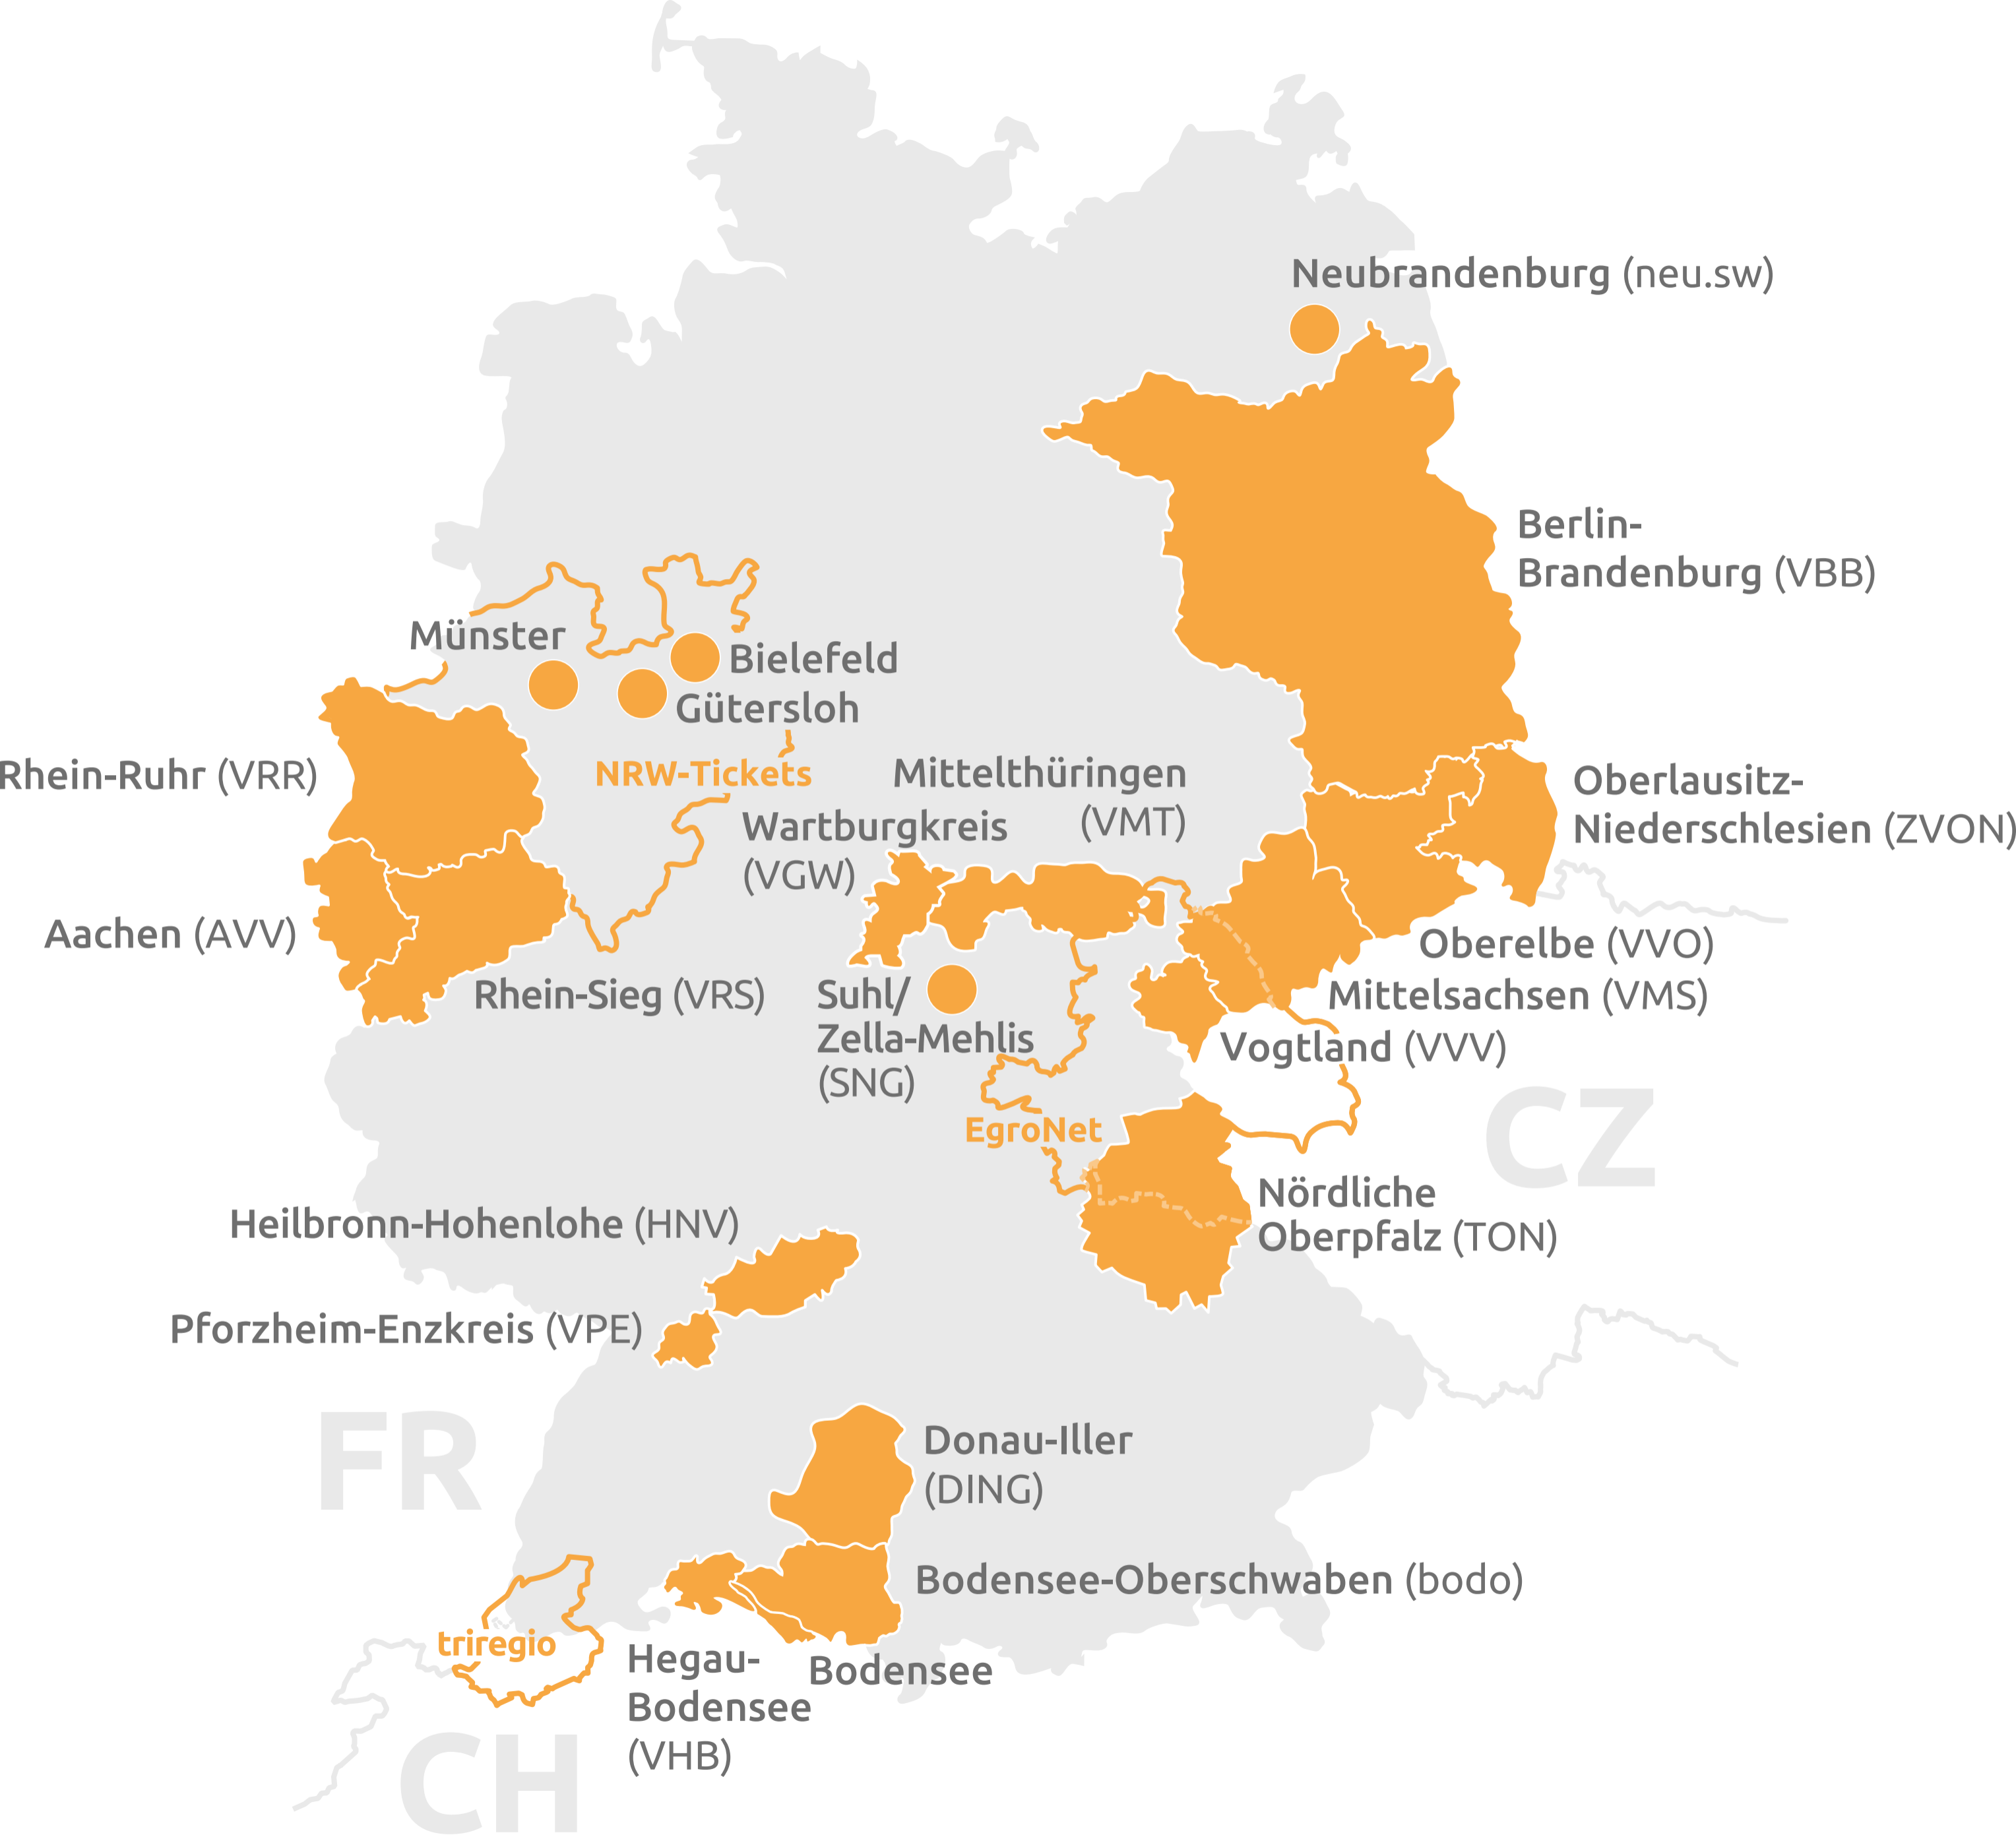 Neubrandenburg (neu.sw)
Berlin-
Brandenburg (VBB)
Münster
Bielefeld
Gütersloh
Rhein-Ruhr (VRR)
NRW-Tickets
Mittelthüringen
(VMT)
Wartburgkreis
(VGW)
Oberlausitz-
Niederschlesien (ZVON)
Aachen (AVV)
Oberelbe (VVO)
Rhein-Sieg (VRS)
Mittelsachsen (VMS)
Suhl/
Zella-Mehlis
(SNG)
Vogtland (VVV)
EgroNet
CZ
Nördliche
Oberpfalz (TON)
Heilbronn-Hohenlohe (HNV)
Pforzheim-Enzkreis (VPE)
FR
Donau-Iller
(DING)
Bodensee-Oberschwaben (bodo)
triregio
Hegau-
Bodensee
(VHB)
Bodensee
CH